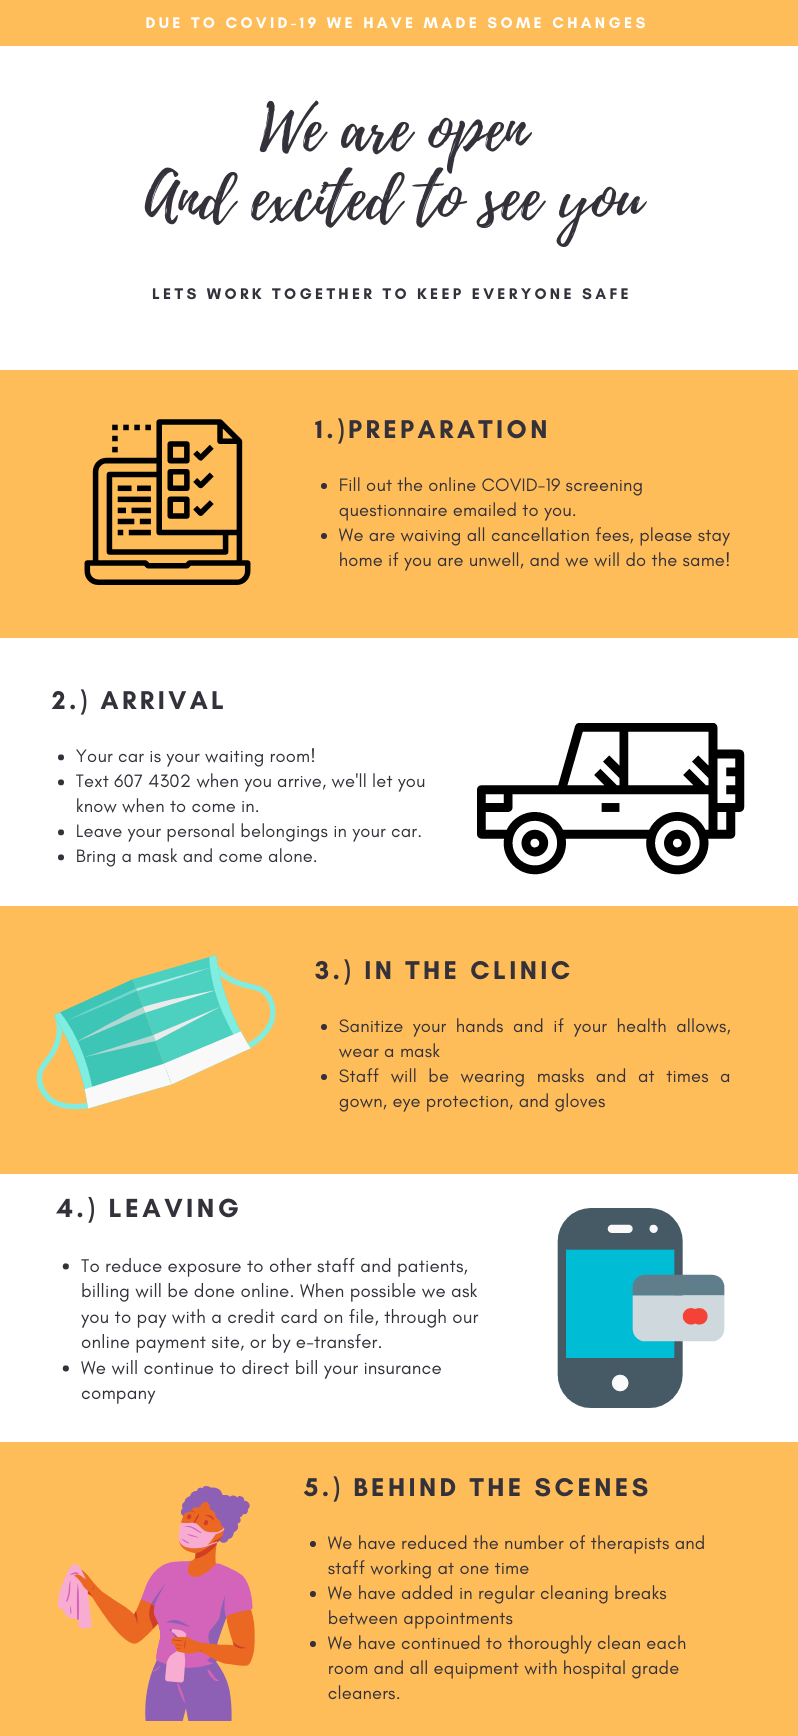 DUE TO COVID-19 WE HAVE MADE SOME CHANGES
We are open
And excited to see you
LETS WORK TOGETHER TO KEEP EVERYONE SAFE
1.)PREPARATION
• Fill out the online COVID-19 screening
questionnaire emailed to you.
• We are waiving all cancellation fees, please stay
home if you are unwell, and we will do the same!
2.) ARRIVAL
• Your car is your waiting room!
• Text 607 4302 when you arrive, we'll let you
know when to come in.
• Leave your personal belongings in your car.
• Bring a mask and come alone.
3.) IN THE CLINIC
• Sanitize your hands and if your health allows,
wear a mask
• Staff will be wearing masks and at times a
gown, eye protection, and gloves
4.) LEAVING
• To reduce exposure to other staff and patients,
billing will be done online. When possible we ask
you to pay with a credit card on file, through our
online payment site, or by e-transfer.
• We will continue to direct bill your insurance
company
5.) BEHIND THE SCENES
• We have reduced the number of therapists and
staff working at one time
• We have added in regular cleaning breaks
between appointments
• We have continued to thoroughly clean each
room and all equipment with hospital grade
cleaners.